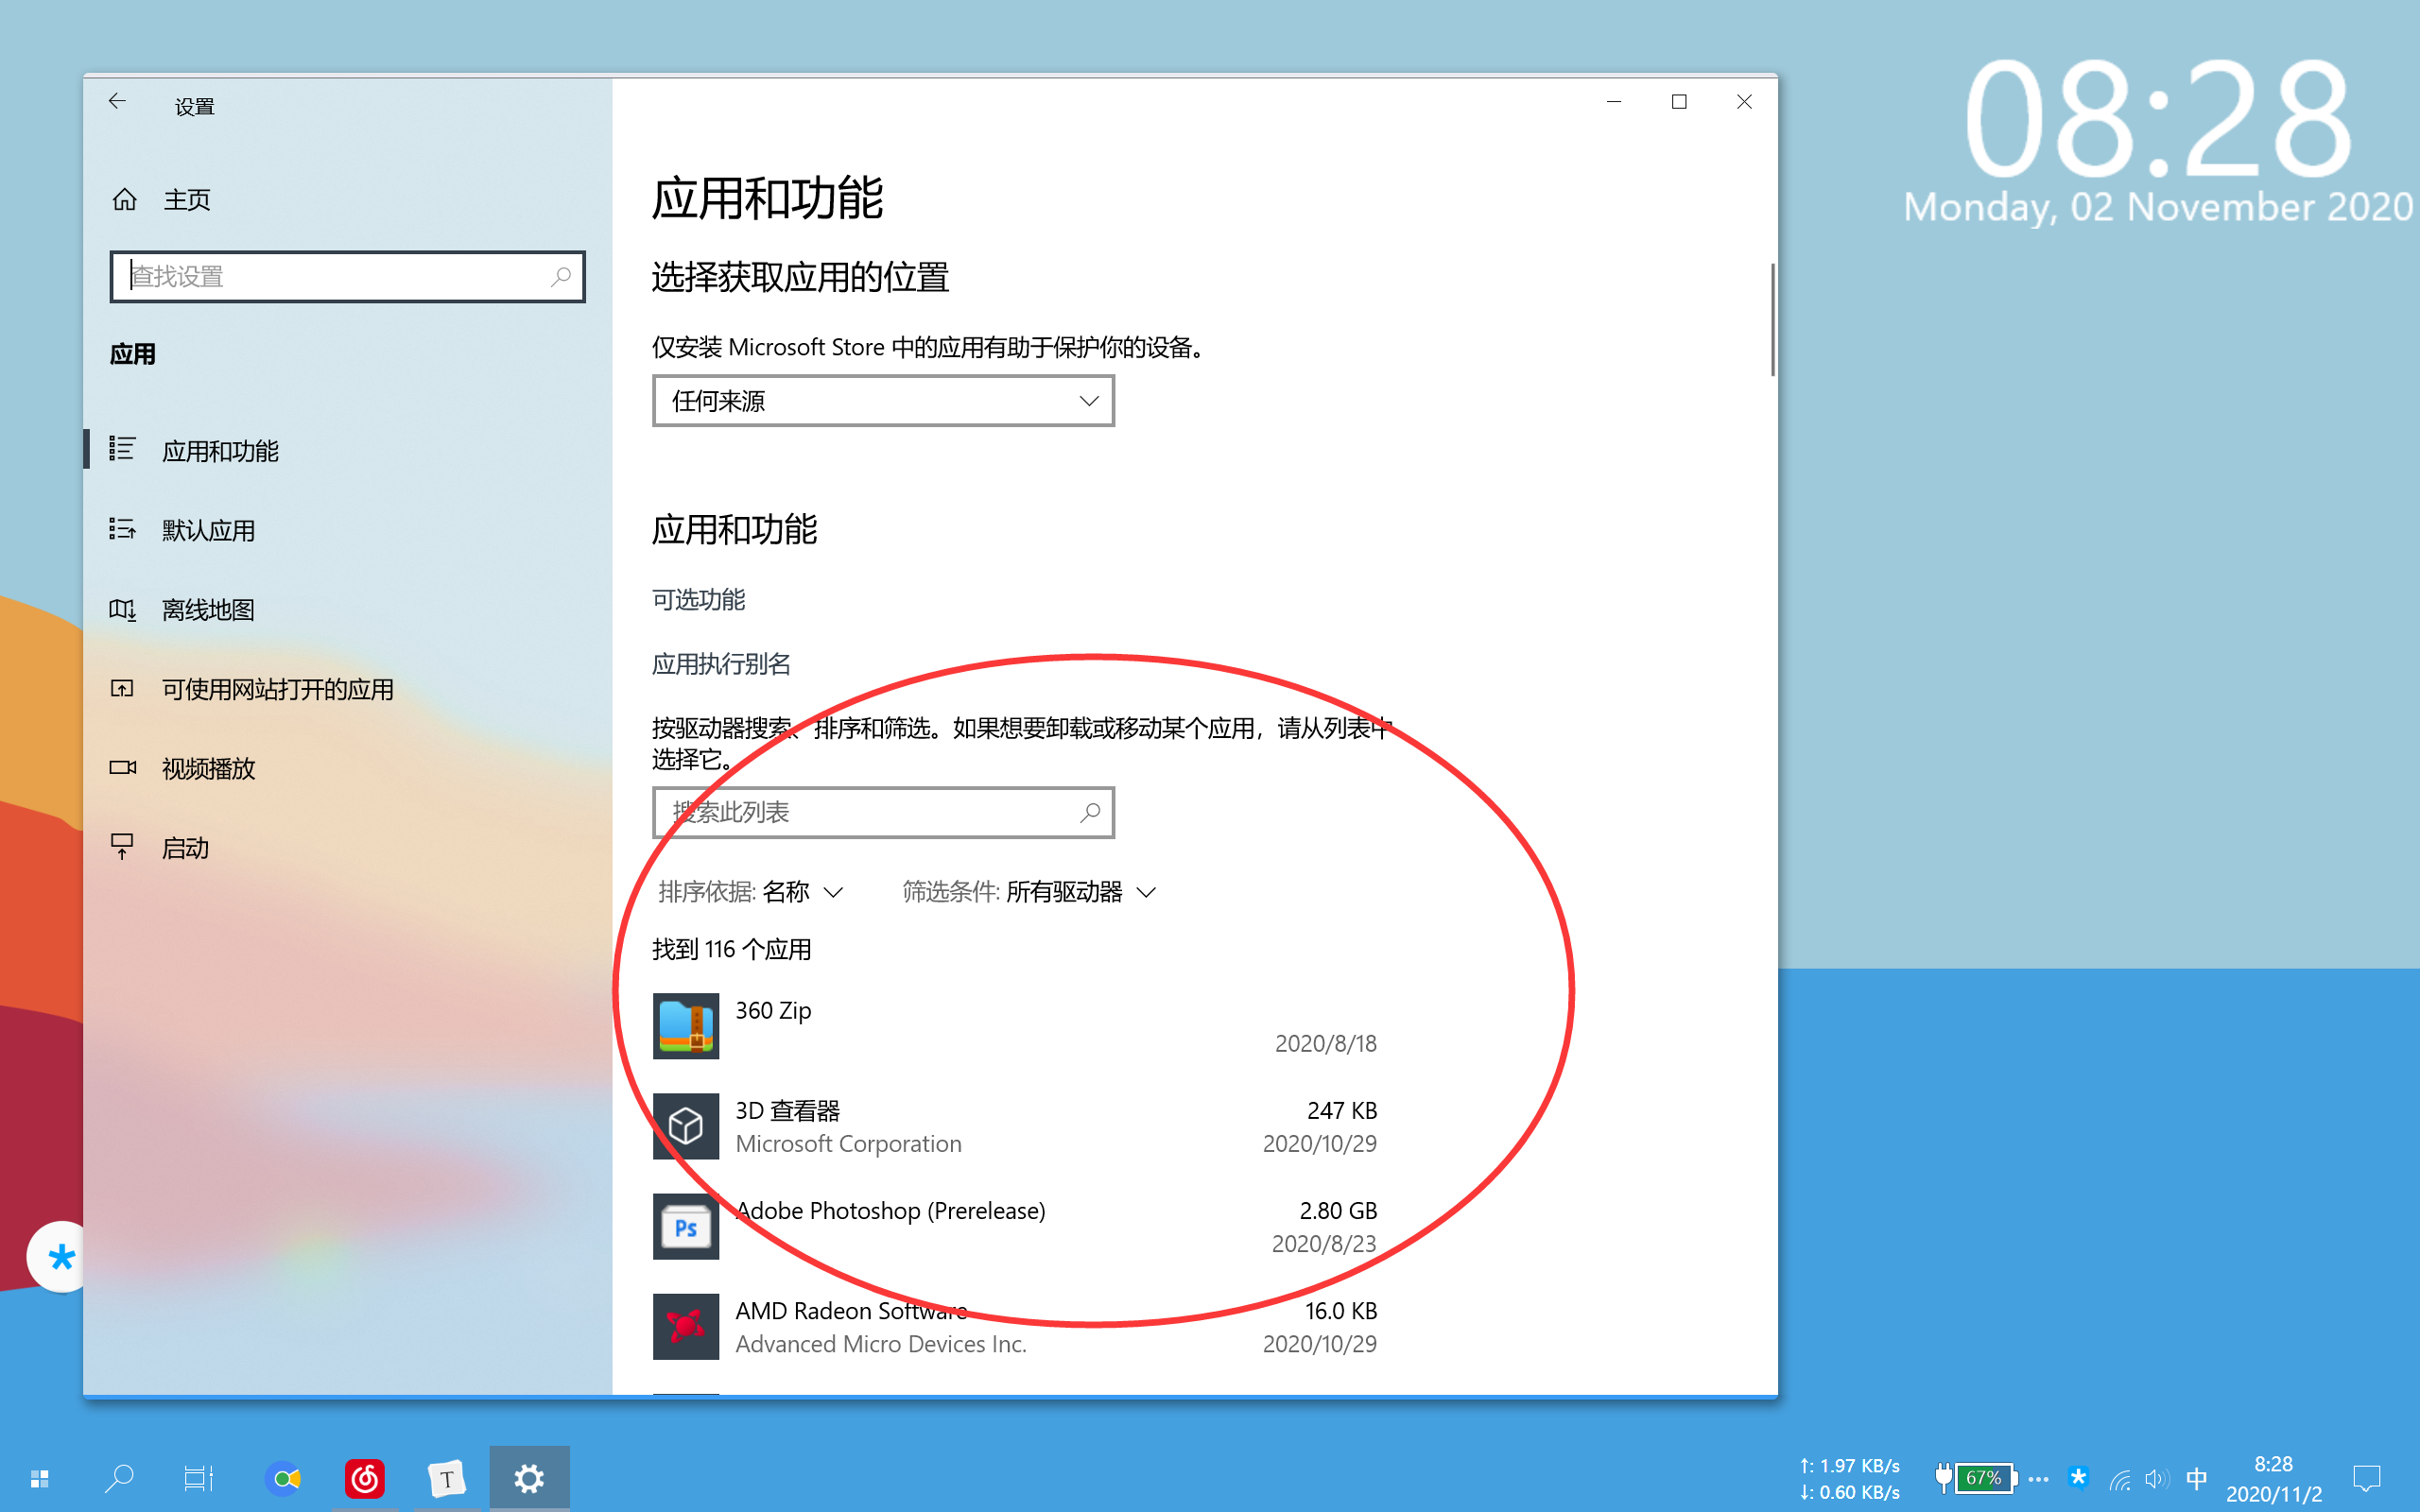 08:28
Monday, 02 November 2020
设置
主页
查找设置
应用
应用和功能
默认应用
离线地图
可使用网站打开的应用
视频播放
启动
应用和功能
选择获取应用的位置
仅安装 Microsoft Store 中的应用有助于保护你的设备。
任何来源
应用和功能
可选功能
应用执行别名
按驱动器搜索、排序和筛选。如果想要卸载或移动某个应用，请从列表中
选择它。
搜索此列表
排序依据: 名称 筛选条件: 所有驱动器
找到 116 个应用
360 Zip
2020/8/18
3D 查看器 247 KB
Microsoft Corporation 2020/10/29
Ps
Adobe Photoshop (Prerelease) 2.80 GB
2020/8/23
AMD Radeon Software 16.0 KB
Advanced Micro Devices Inc. 2020/10/29
T
↑: 1.97 KB/s
↓: 0.60 KB/s
67%
中
8:28
2020/11/2